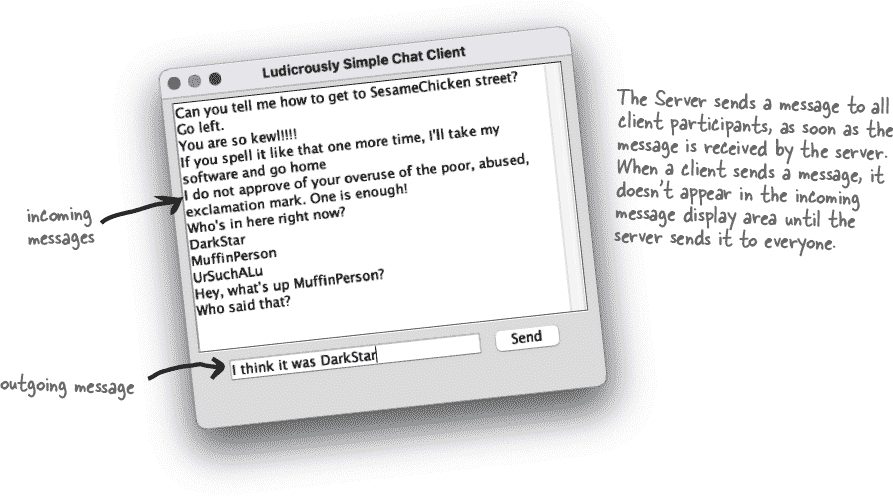 Ludicrously Simple Chat Client
Can you tell me how to get to SesameChicken street?
Go left.
You are so kewl!!!!
If you spell it like that one more time, I'll take my
software and go home
I do not approve of your overuse of the poor, abused,
exclamation mark. One is enough!
Who's in here right now?
DarkStar
MuffinPerson
UrSuchALu
Hey, what's up MuffinPerson?
Who said that?
I think it was DarkStar
Send
incoming
messages
outgoing message
The Server sends a message to all
client participants, as soon as the
message is received by the server.
When a client sends a message, it
doesn't appear in the incoming
message display area until the
server sends it to everyone.